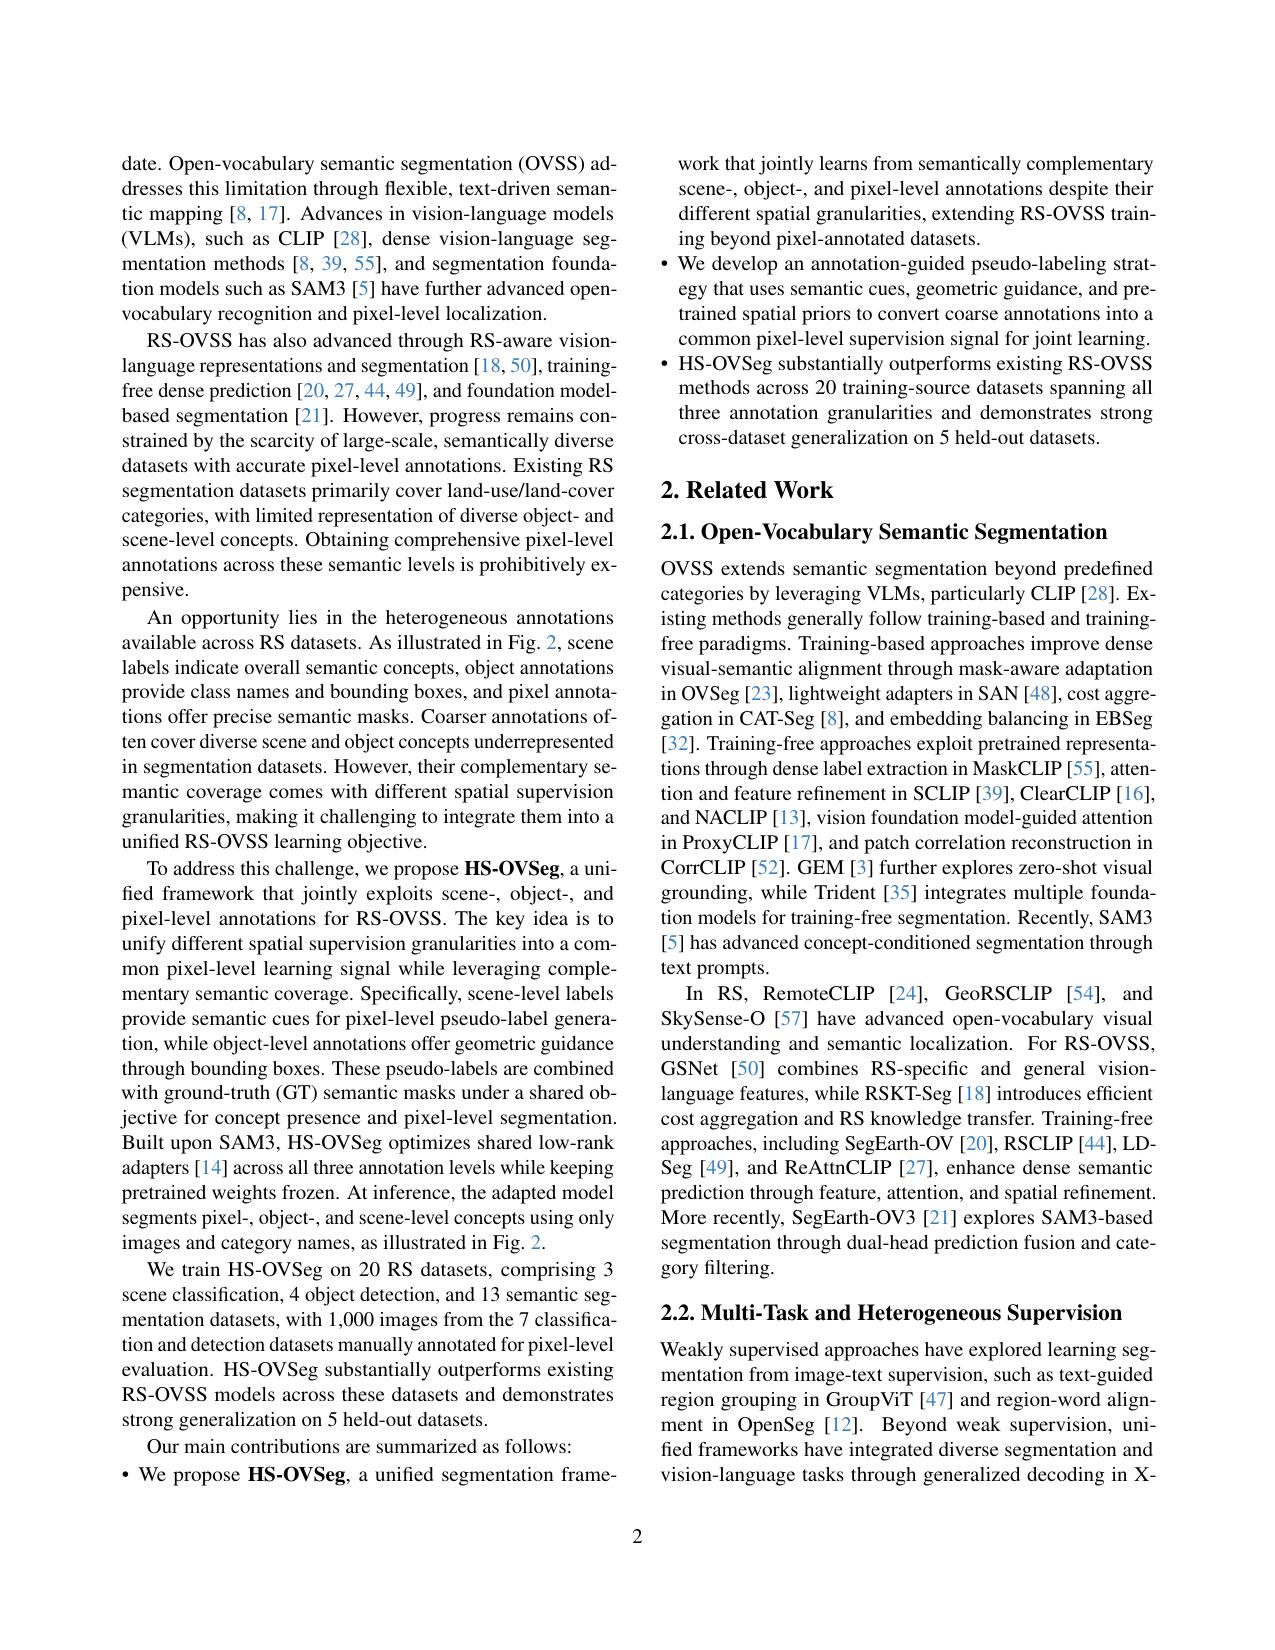 date. Open-vocabulary semantic segmentation (OVSS) ad-
dresses this limitation through flexible, text-driven seman-
tic mapping [8, 17]. Advances in vision-language models
(VLMs), such as CLIP [28], dense vision-language seg-
mentation methods [8, 39, 55], and segmentation founda-
tion models such as SAM3 [5] have further advanced open-
vocabulary recognition and pixel-level localization.
RS-OVSS has also advanced through RS-aware vision-
language representations and segmentation [18, 50], training-
free dense prediction [20, 27, 44, 49], and foundation model-
based segmentation [21]. However, progress remains con-
strained by the scarcity of large-scale, semantically diverse
datasets with accurate pixel-level annotations. Existing RS
segmentation datasets primarily cover land-use/land-cover
categories, with limited representation of diverse object- and
scene-level concepts. Obtaining comprehensive pixel-level
annotations across these semantic levels is prohibitively ex-
pensive.
An opportunity lies in the heterogeneous annotations
available across RS datasets. As illustrated in Fig. 2, scene
labels indicate overall semantic concepts, object annotations
provide class names and bounding boxes, and pixel annota-
tions offer precise semantic masks. Coarser annotations of-
ten cover diverse scene and object concepts underrepresented
in segmentation datasets. However, their complementary se-
mantic coverage comes with different spatial supervision
granularities, making it challenging to integrate them into a
unified RS-OVSS learning objective.
To address this challenge, we propose HS-OVSeg, a uni-
fied framework that jointly exploits scene-, object-, and
pixel-level annotations for RS-OVSS. The key idea is to
unify different spatial supervision granularities into a com-
mon pixel-level learning signal while leveraging comple-
mentary semantic coverage. Specifically, scene-level labels
provide semantic cues for pixel-level pseudo-label genera-
tion, while object-level annotations offer geometric guidance
through bounding boxes. These pseudo-labels are combined
with ground-truth (GT) semantic masks under a shared ob-
jective for concept presence and pixel-level segmentation.
Built upon SAM3, HS-OVSeg optimizes shared low-rank
adapters [14] across all three annotation levels while keeping
pretrained weights frozen. At inference, the adapted model
segments pixel-, object-, and scene-level concepts using only
images and category names, as illustrated in Fig. 2.
We train HS-OVSeg on 20 RS datasets, comprising 3
scene classification, 4 object detection, and 13 semantic seg-
mentation datasets, with 1,000 images from the 7 classifica-
tion and detection datasets manually annotated for pixel-level
evaluation. HS-OVSeg substantially outperforms existing
RS-OVSS models across these datasets and demonstrates
strong generalization on 5 held-out datasets.
Our main contributions are summarized as follows:
• We propose HS-OVSeg, a unified segmentation frame-
work that jointly learns from semantically complementary
scene-, object-, and pixel-level annotations despite their
different spatial granularities, extending RS-OVSS train-
ing beyond pixel-annotated datasets.
• We develop an annotation-guided pseudo-labeling strat-
egy that uses semantic cues, geometric guidance, and pre-
trained spatial priors to convert coarse annotations into a
common pixel-level supervision signal for joint learning.
• HS-OVSeg substantially outperforms existing RS-OVSS
methods across 20 training-source datasets spanning all
three annotation granularities and demonstrates strong
cross-dataset generalization on 5 held-out datasets.
2. Related Work
2.1. Open-Vocabulary Semantic Segmentation
OVSS extends semantic segmentation beyond predefined
categories by leveraging VLMs, particularly CLIP [28]. Ex-
isting methods generally follow training-based and training-
free paradigms. Training-based approaches improve dense
visual-semantic alignment through mask-aware adaptation
in OVSeg [23], lightweight adapters in SAN [48], cost aggre-
gation in CAT-Seg [8], and embedding balancing in EBSeg
[32]. Training-free approaches exploit pretrained representa-
tions through dense label extraction in MaskCLIP [55], atten-
tion and feature refinement in SCLIP [39], ClearCLIP [16],
and NACLIP [13], vision foundation model-guided attention
in ProxyCLIP [17], and patch correlation reconstruction in
CorrCLIP [52]. GEM [3] further explores zero-shot visual
grounding, while Trident [35] integrates multiple founda-
tion models for training-free segmentation. Recently, SAM3
[5] has advanced concept-conditioned segmentation through
text prompts.
In RS, RemoteCLIP [24], GeoRSCLIP [54], and
SkySense-O [57] have advanced open-vocabulary visual
understanding and semantic localization. For RS-OVSS,
GSNet [50] combines RS-specific and general vision-
language features, while RSKT-Seg [18] introduces efficient
cost aggregation and RS knowledge transfer. Training-free
approaches, including SegEarth-OV [20], RSCLIP [44], LD-
Seg [49], and ReAttnCLIP [27], enhance dense semantic
prediction through feature, attention, and spatial refinement.
More recently, SegEarth-OV3 [21] explores SAM3-based
segmentation through dual-head prediction fusion and cate-
gory filtering.
2.2. Multi-Task and Heterogeneous Supervision
Weakly supervised approaches have explored learning seg-
mentation from image-text supervision, such as text-guided
region grouping in GroupViT [47] and region-word align-
ment in OpenSeg [12]. Beyond weak supervision, uni-
fied frameworks have integrated diverse segmentation and
vision-language tasks through generalized decoding in X-
2